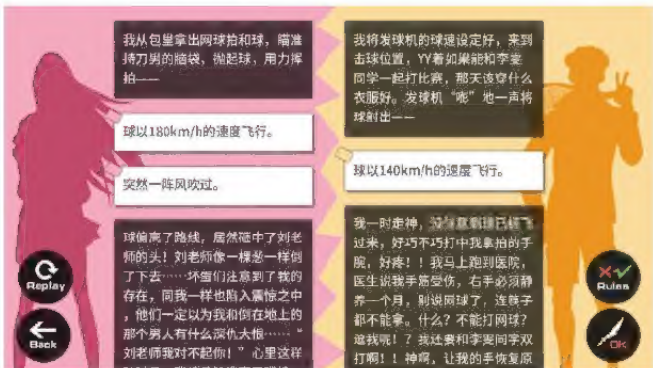 我从包里拿出网球拍和球，瞄准
持刀男的脑袋，抛起球，用力挥
拍——
球以180km/h的速度飞行。
突然一阵风吹过。
球偏离了路线，居然砸中了刘老
师的头！刘老师像一棵葱一样倒
了下去……坏蛋们注意到了我的
存在，同我一样也陷入震惊之中
，他们一定以为我和倒在地上的
那个男人有什么深仇大恨……“
刘老师我对不起你！”心里这样
我将发球机的球速设定好，来到
击球位置，YY着如果能和李雯
同学一起打比赛，那天该穿什么
衣服好。发球机“嘭”地一声将
球射出——
球以140km/h的速度飞行。
我一时走神，
过来，好巧不巧打中我拿拍的手
腕，好疼！！我马上跑到医院，
医生说我手筋受伤，右手必须静
养一个月，别说网球了，连筷子
都不能拿。什么？不能打网球？
逗我呢！？我还要和李雯同学双
打啊！！神啊，让我的手恢复原
Replay
Back
Rules
OK